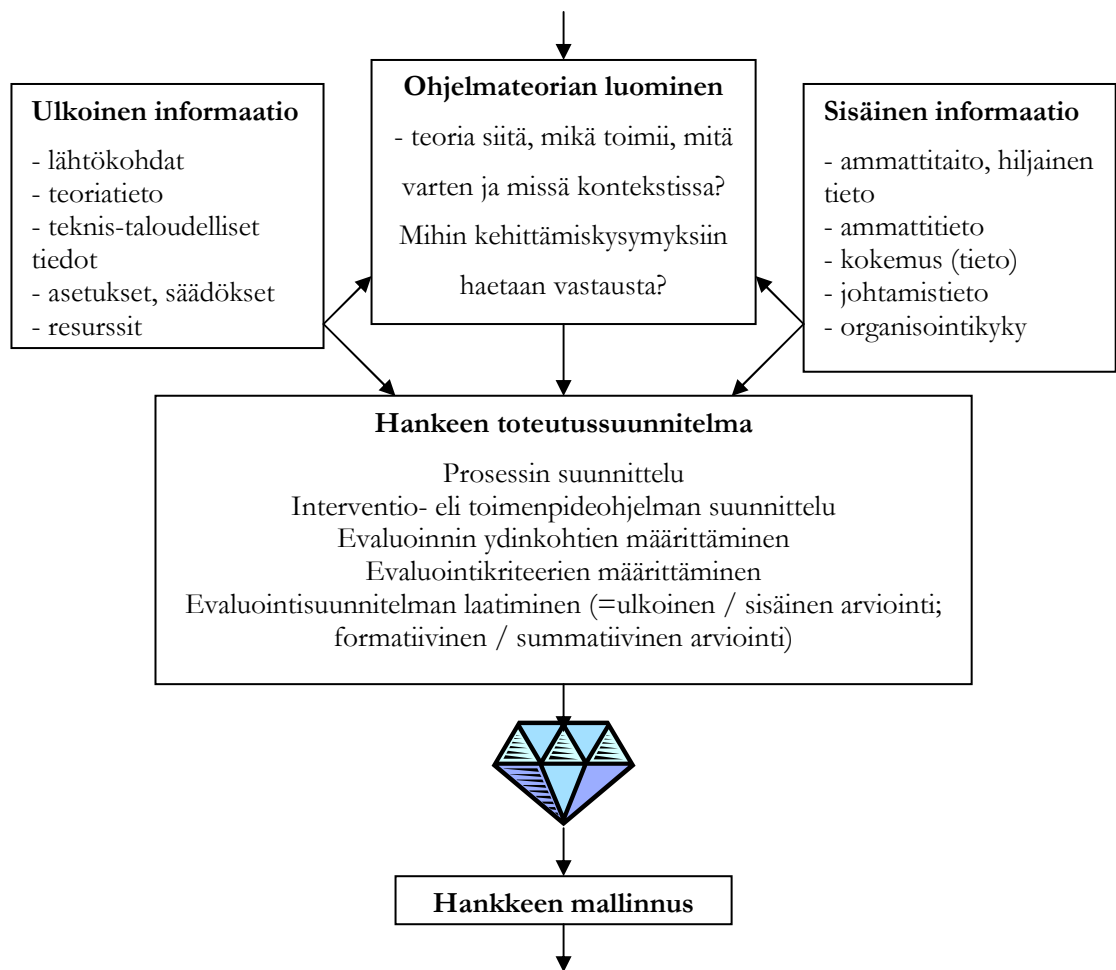 Ulkoinen informaatio
- lähtökohdat
- teoriatieto
- teknis-taloudelliset
tiedot
- asetukset, säädökset
- resurssit
Ohjelmateorian luominen
- teoria siitä, mikä toimii, mitä
varten ja missä kontekstissa?
Mihin kehittämiskysymyksiin
haetaan vastausta?
Sisäinen informaatio
- ammattitaito, hiljainen
tieto
- ammattitieto
- kokemus (tieto)
- johtamistieto
- organisointikyky
Hankeen toteutussuunnitelma
Prosessin suunnittelu
Interventio- eli toimenpideohjelman suunnittelu
Evaluoinnin ydinkohtien määrittäminen
Evaluointikriteerien määrittäminen
Evaluointisuunnitelman laatiminen (=ulkoinen / sisäinen arviointi;
formatiivinen / summatiivinen arviointi)
Hankkeen mallinnus